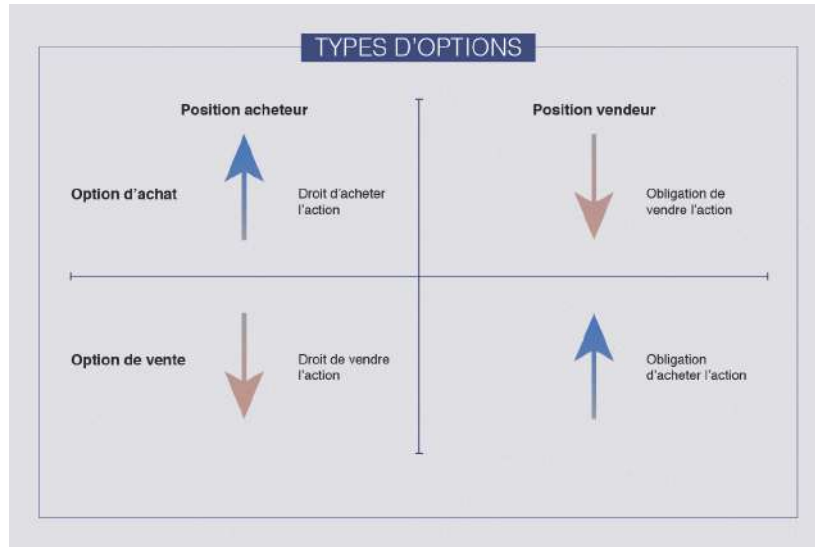 TYPES D'OPTIONS
Position acheteur
Position vendeur
Option d'achat
Droit d'acheter
l'action
Obligation de
vendre l'action
Option de vente
Droit de vendre
l'action
Obligation
d'acheter l'action